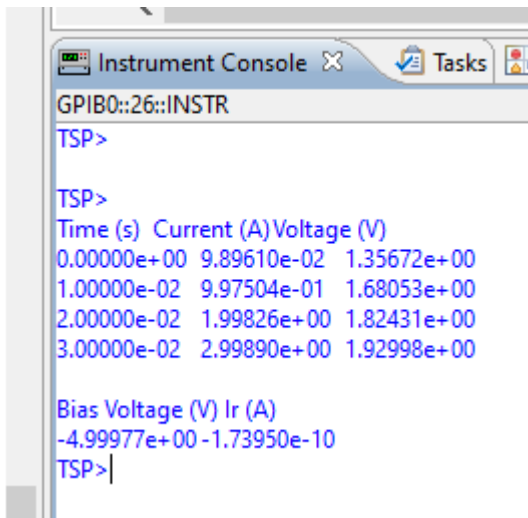 Instrument Console Tasks
GPIB0::26::INSTR
TSP>
TSP>
Time (s) Current (A) Voltage (V)
0.00000e+00 9.89610e-02 1.35672e+00
1.00000e-02 9.97504e-01 1.68053e+00
2.00000e-02 1.99826e+00 1.82431e+00
3.00000e-02 2.99890e+00 1.92998e+00
Bias Voltage (V) Ir (A)
-4.99977e+00 -1.73950e-10
TSP>